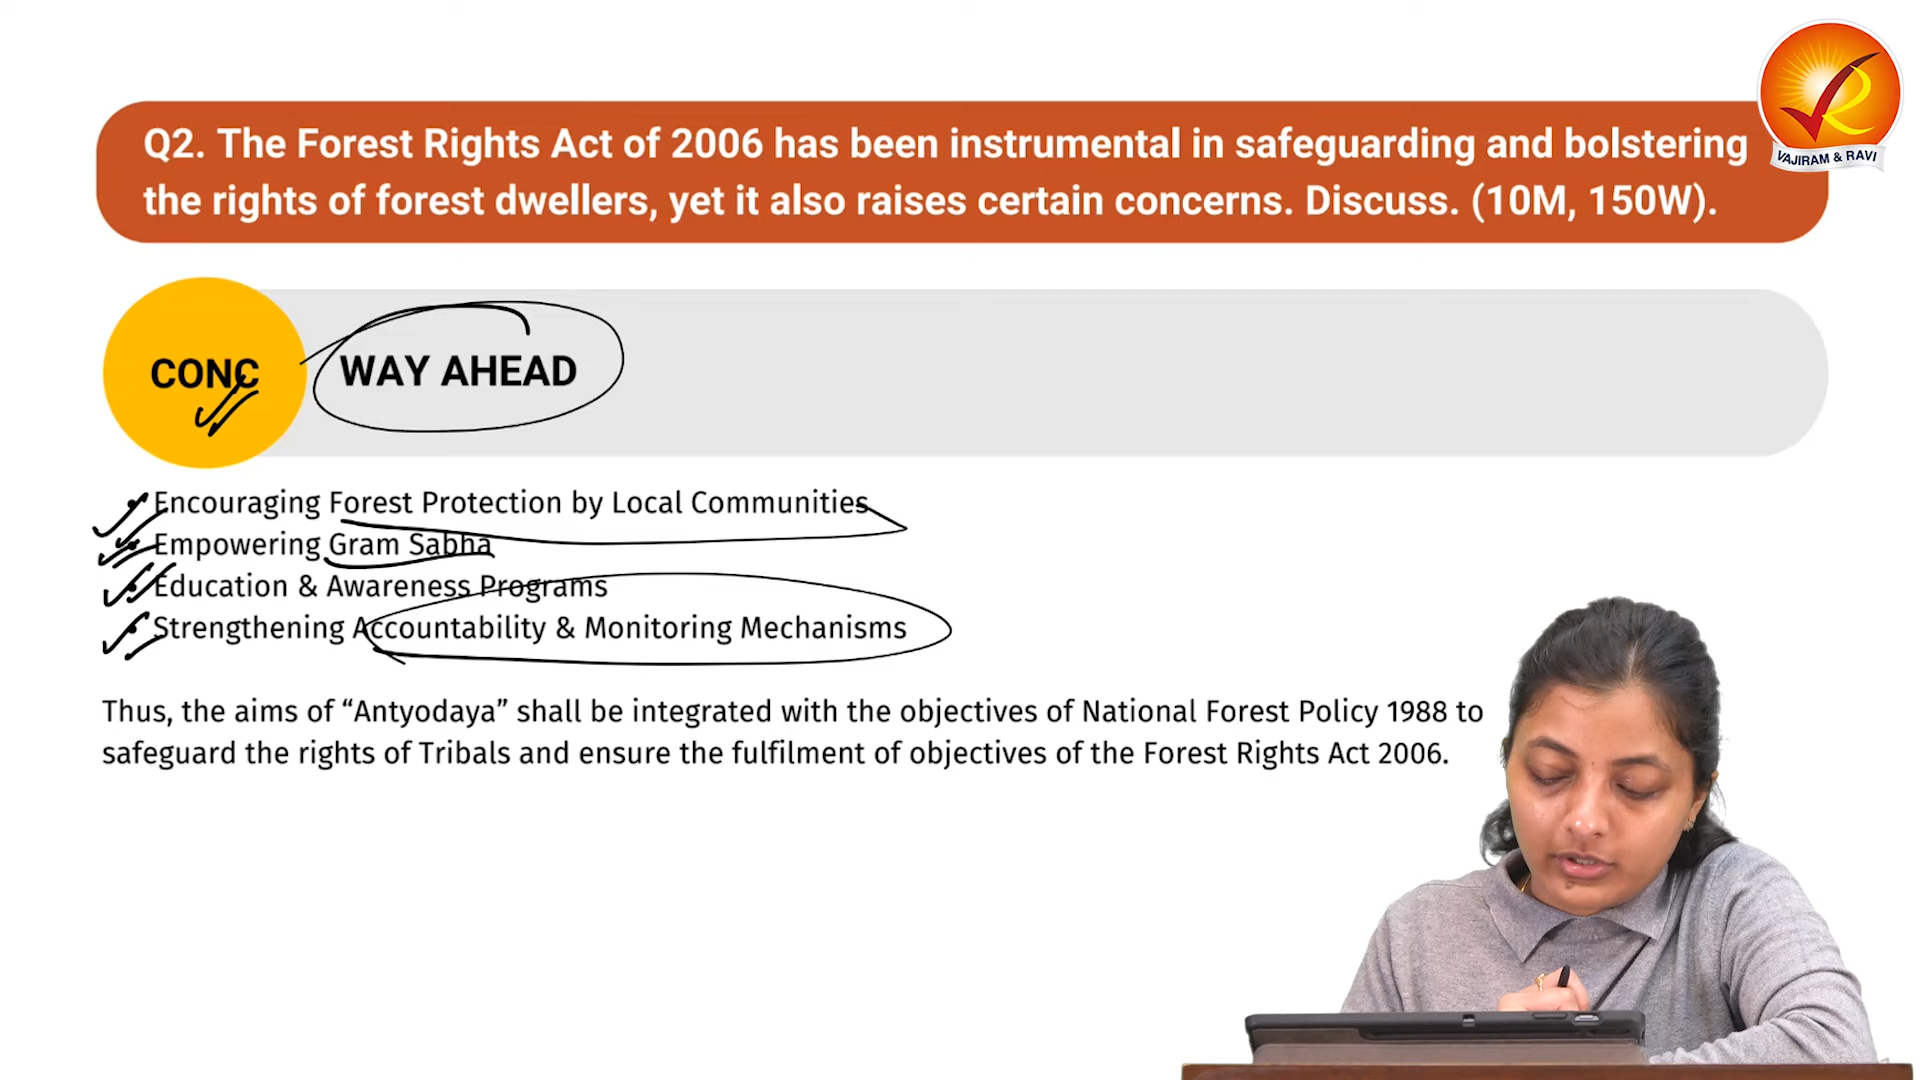 VAJIRAM & RAVI
Q2. The Forest Rights Act of 2006 has been instrumental in safeguarding and bolstering
the rights of forest dwellers, yet it also raises certain concerns. Discuss. (10M, 150W).
CONC
WAY AHEAD
• Encouraging Forest Protection by Local Communities
• Empowering Gram Sabha
• Education & Awareness Programs
• Strengthening Accountability & Monitoring Mechanisms
Thus, the aims of “Antyodaya” shall be integrated with the objectives of National Forest Policy 1988 to
safeguard the rights of Tribals and ensure the fulfilment of objectives of the Forest Rights Act 2006.